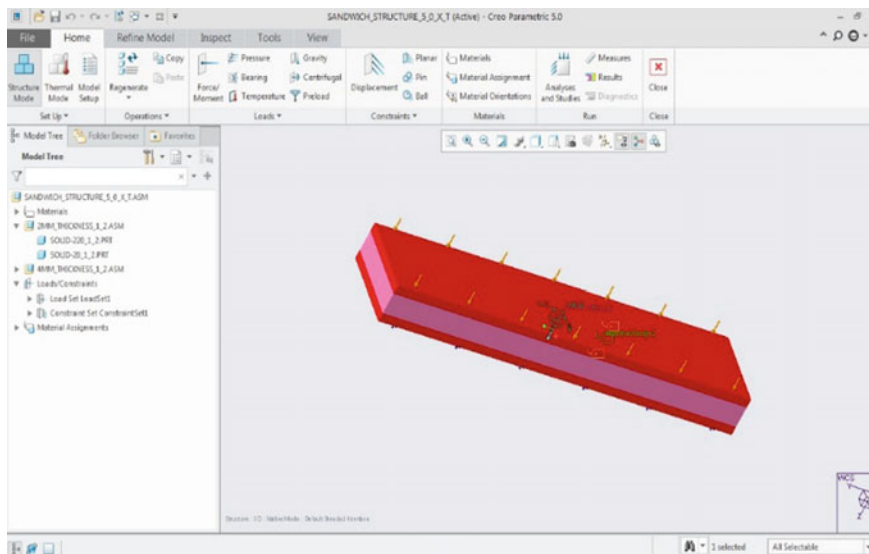 SANDWICH_STRUCTURE_5_0_X_T (Active) - Creo Parametric 5.0
File Home Refine Model Inspect Loads Tools View
Structure Mode Thermal Mode Model Setup
Regenerate Copy Paste
Force/ Moment Pressure Bearing Temperature Gravity Centrifugal Preload
Displacement Planar Pin Ball
Materials Material Assignment Material Orientations
Analyses and Studies Measures Results Diagnostics
Close
Set Up Operations Loads Constraints Materials Run Close
Model Tree Folder Browser Favorites
Model Tree
SANDWICH_STRUCTURE_5_0_X_T.ASM
Materials
2MM_THICKNESS_1_2.ASM
SOLID-220_1_2.PRT
SOLID-20_1_2.PRT
4MM_THICKNESS_1_2.ASM
Loads/Constraints
Load Set LoadSet1
Constraint Set ConstraintSet1
Material Assignments
WCS
Y
Z
1 selected All Selectable